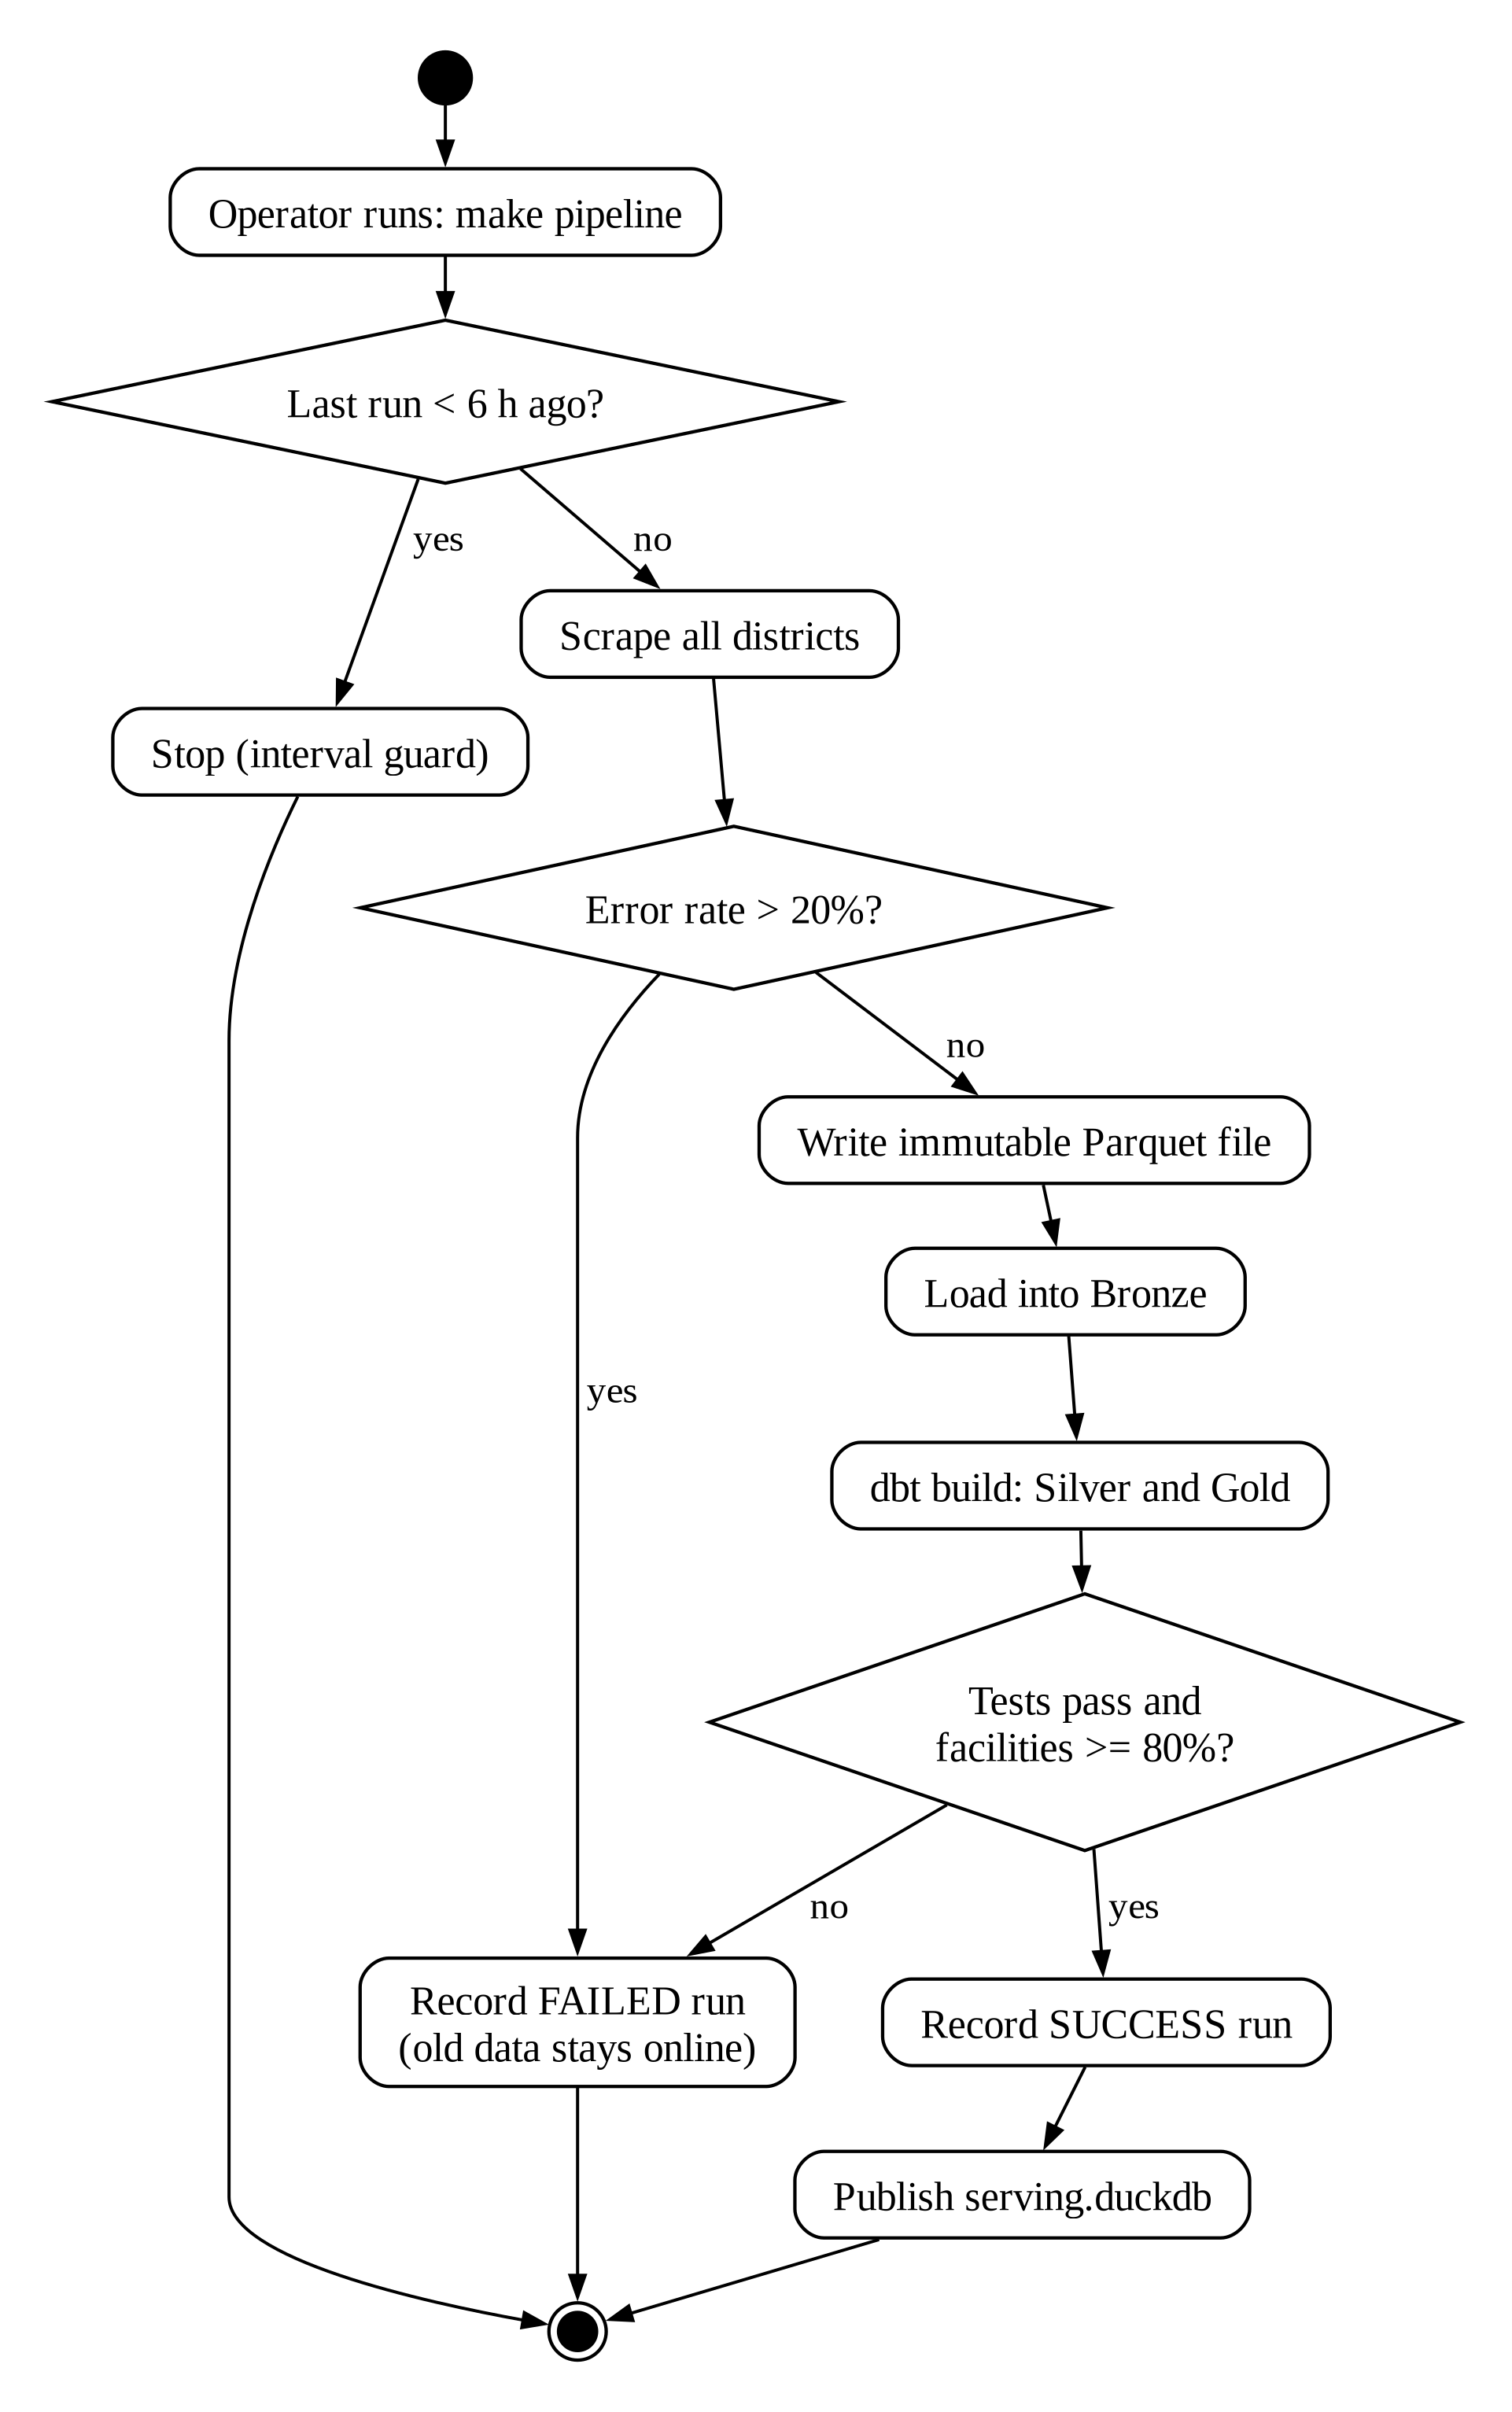 Operator runs: make pipeline
Last run < 6 h ago?
yes
no
Scrape all districts
Stop (interval guard)
Error rate > 20%?
no
Write immutable Parquet file
Load into Bronze
yes
dbt build: Silver and Gold
Tests pass and
facilities >= 80%?
no
yes
Record FAILED run
(old data stays online)
Record SUCCESS run
Publish serving.duckdb